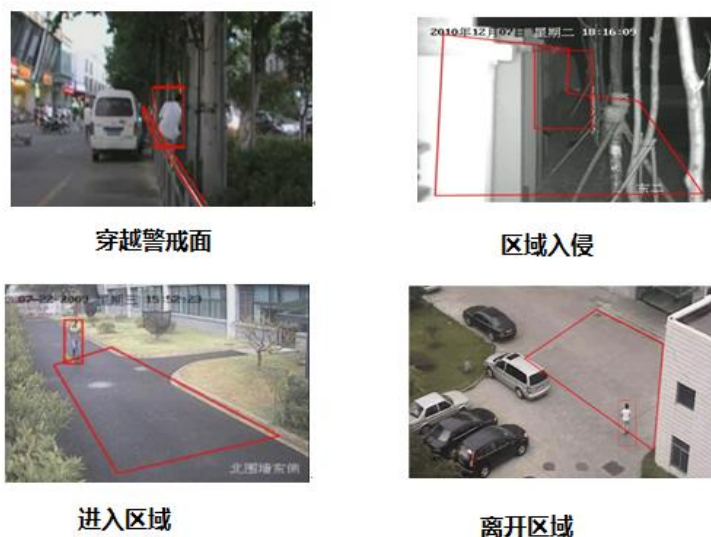 2010年12月07日 星期二 18:16:09
东二
穿越警戒面
区域入侵
07-22-2009 星期三 15:52:23
北围墙东侧
进入区域
离开区域